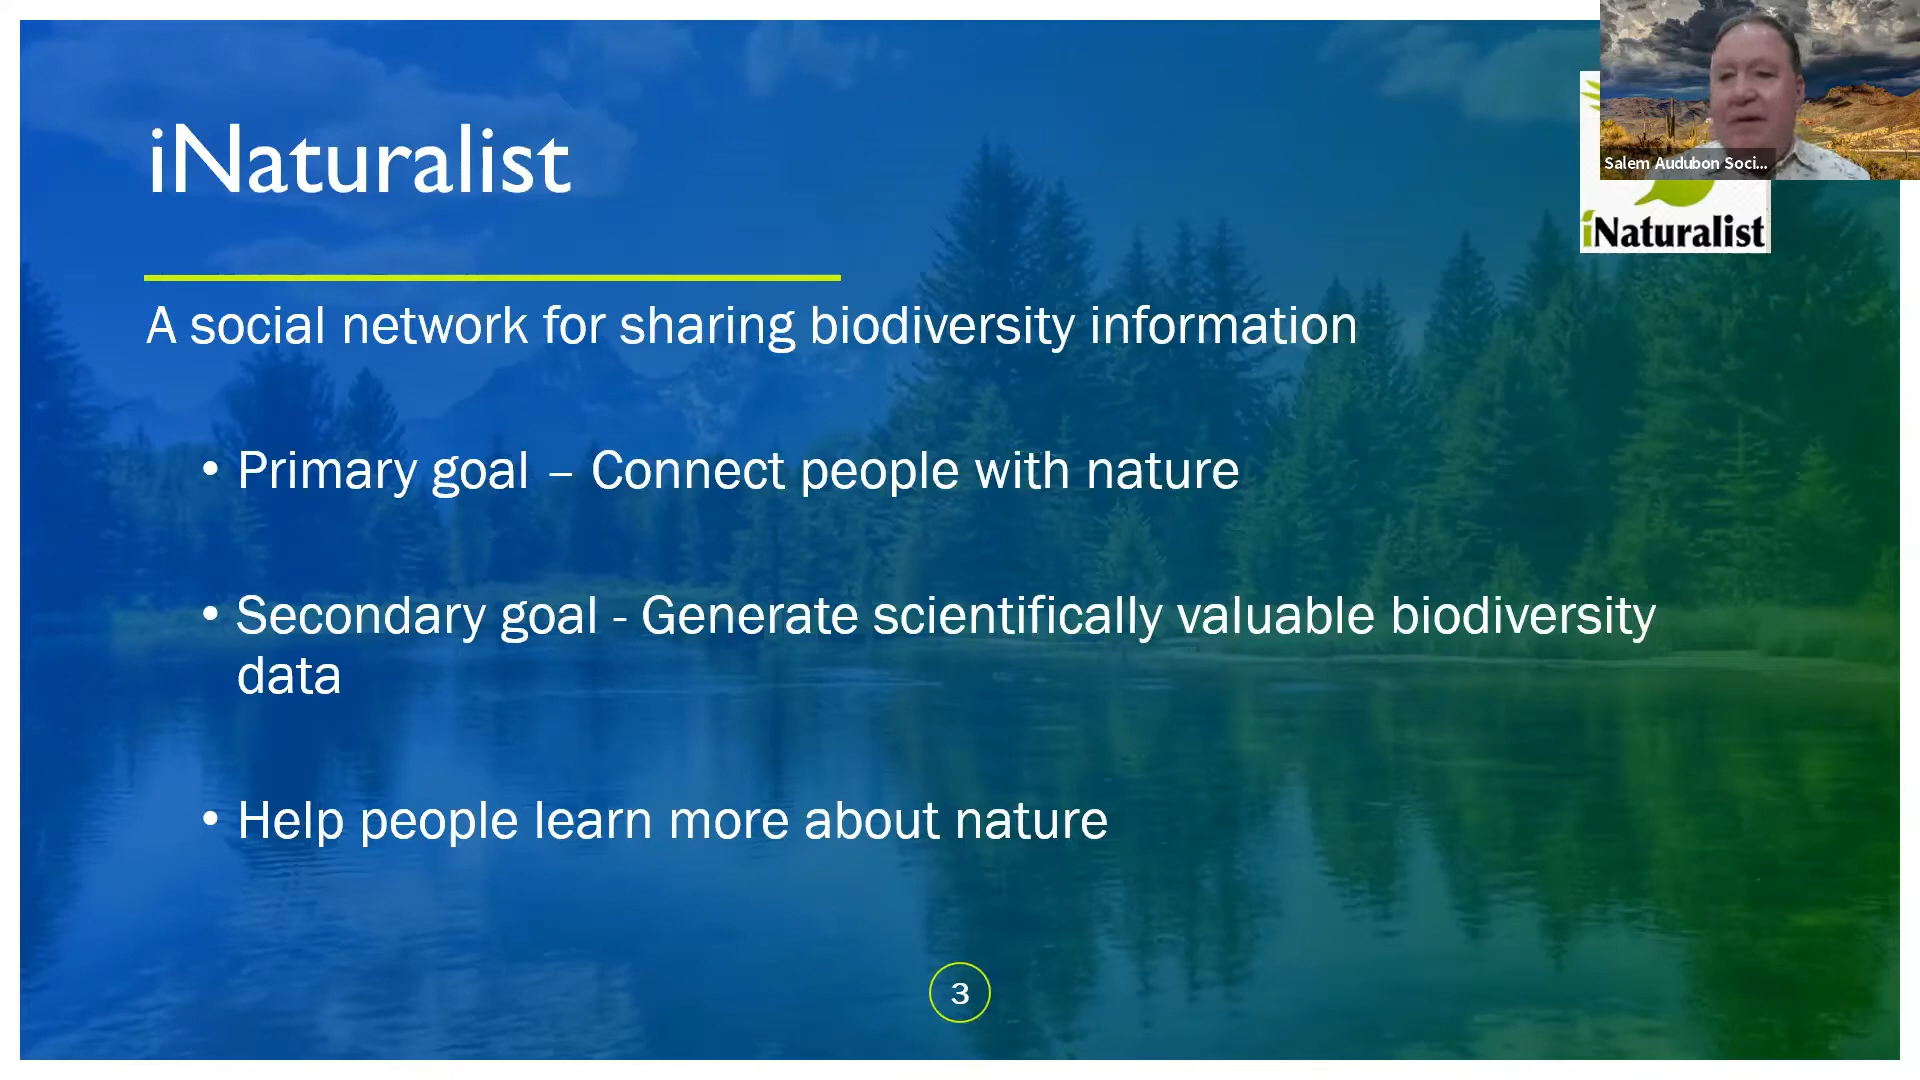 iNaturalist
Salem Audubon Soci...
iNaturalist
A social network for sharing biodiversity information
• Primary goal – Connect people with nature
• Secondary goal - Generate scientifically valuable biodiversity
data
• Help people learn more about nature
3